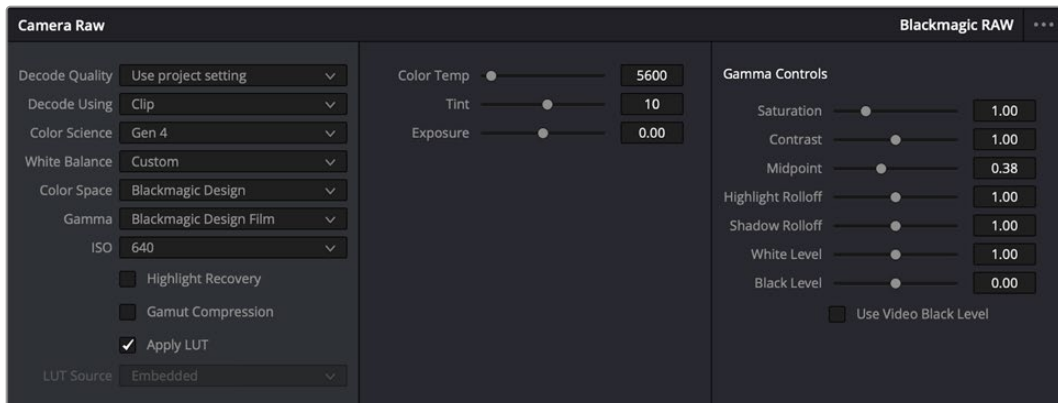 Camera Raw
Blackmagic RAW
Decode Quality Use project setting
Decode Using Clip
Color Science Gen 4
White Balance Custom
Color Space Blackmagic Design
Gamma Blackmagic Design Film
ISO 640
Highlight Recovery
Gamut Compression
Apply LUT
LUT Source Embedded
Color Temp 5600
Tint 10
Exposure 0.00
Gamma Controls
Saturation 1.00
Contrast 1.00
Midpoint 0.38
Highlight Rolloff 1.00
Shadow Rolloff 1.00
White Level 1.00
Black Level 0.00
Use Video Black Level